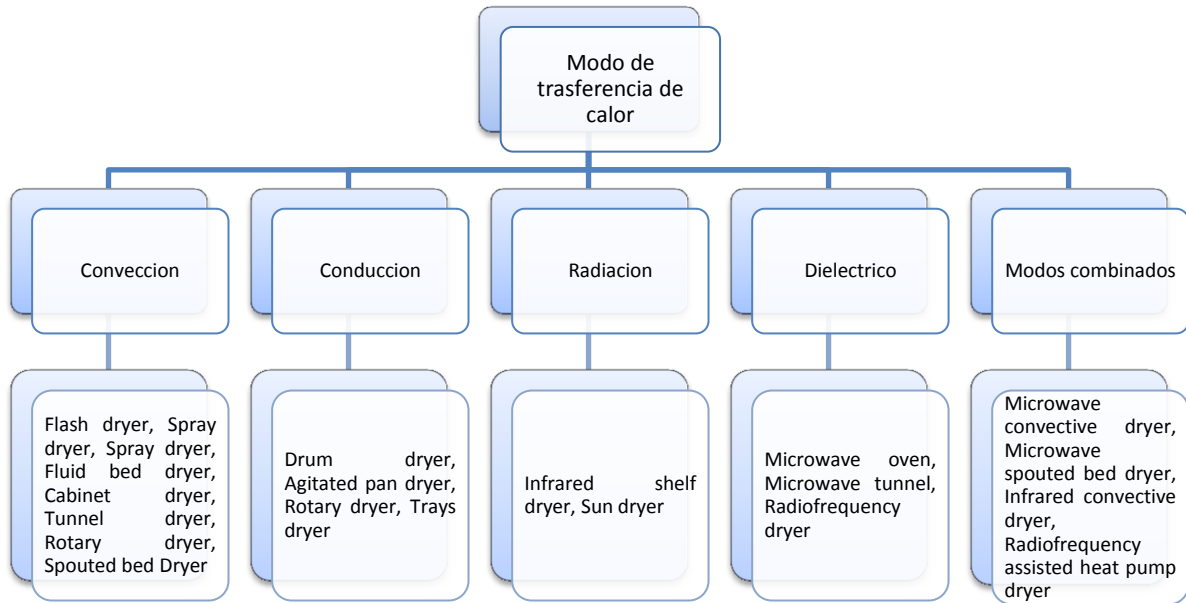 Modo de
trasferencia de
calor
Conveccion
Conduccion
Radiacion
Dielectrico
Modos combinados
Flash dryer, Spray
dryer, Spray dryer,
Fluid bed dryer,
Cabinet dryer,
Tunnel dryer,
Rotary dryer,
Spouted bed Dryer
Drum dryer,
Agitated pan dryer,
Rotary dryer, Trays
dryer
Infrared shelf
dryer, Sun dryer
Microwave oven,
Microwave tunnel,
Radiofrequency
dryer
Microwave
convective dryer,
Microwave
spouted bed dryer,
Infrared convective
dryer,
Radiofrequency
assisted heat pump
dryer